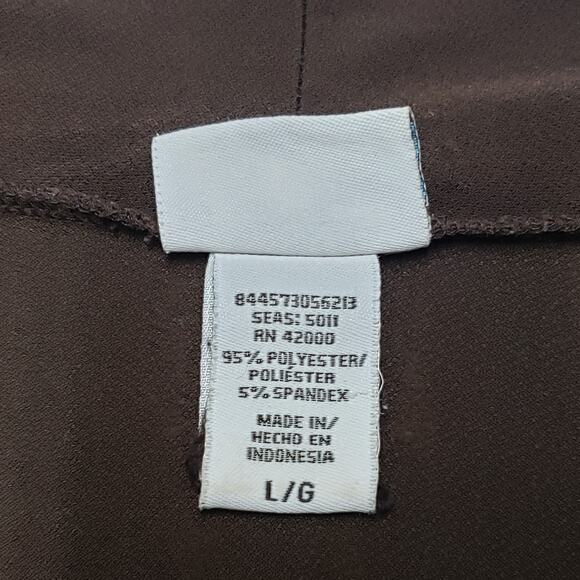 844573056213
SEAS: 5011
RN 42000
95% POLYESTER/
POLIÉSTER
5% SPANDEX
MADE IN/
HECHO EN
INDONESIA
L/G